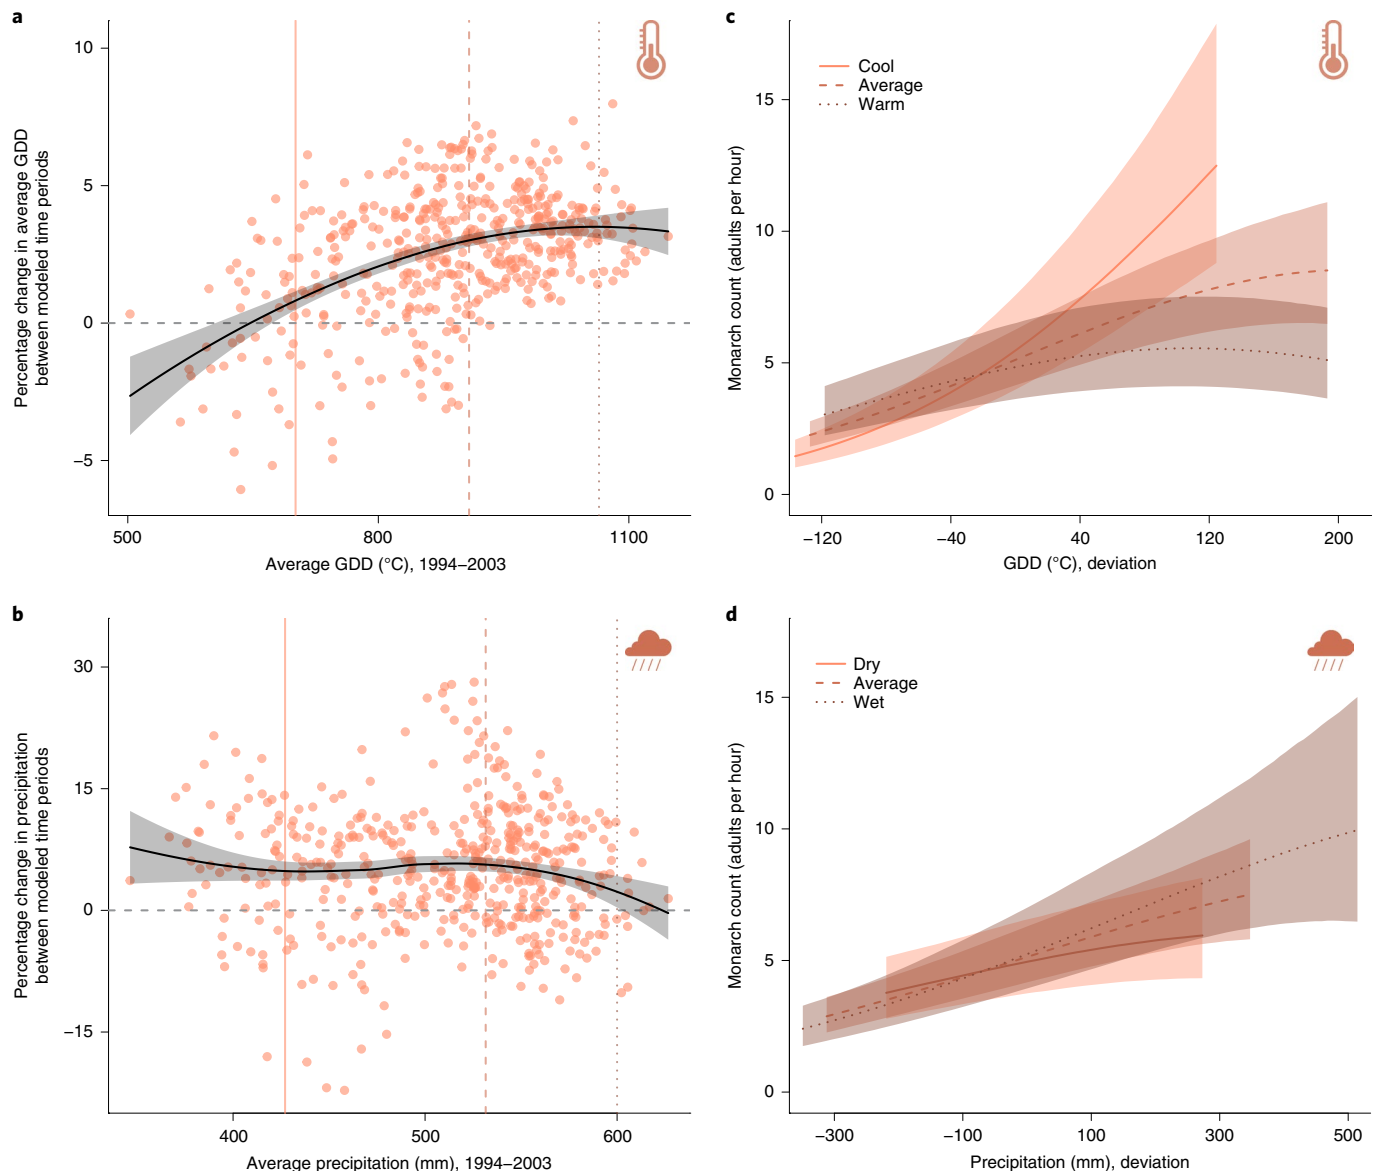 a
10
5
0
−5
500
800
1100
Percentage change in average GDD
between modeled time periods
Average GDD (°C), 1994–2003
c
Cool
Average
Warm
15
10
5
0
−120
−40
40
120
200
Monarch count (adults per hour)
GDD (°C), deviation
b
30
15
0
−15
400
500
600
Percentage change in precipitation
between modeled time periods
Average precipitation (mm), 1994–2003
d
Dry
Average
Wet
15
10
5
0
−300
−100
100
300
500
Monarch count (adults per hour)
Precipitation (mm), deviation